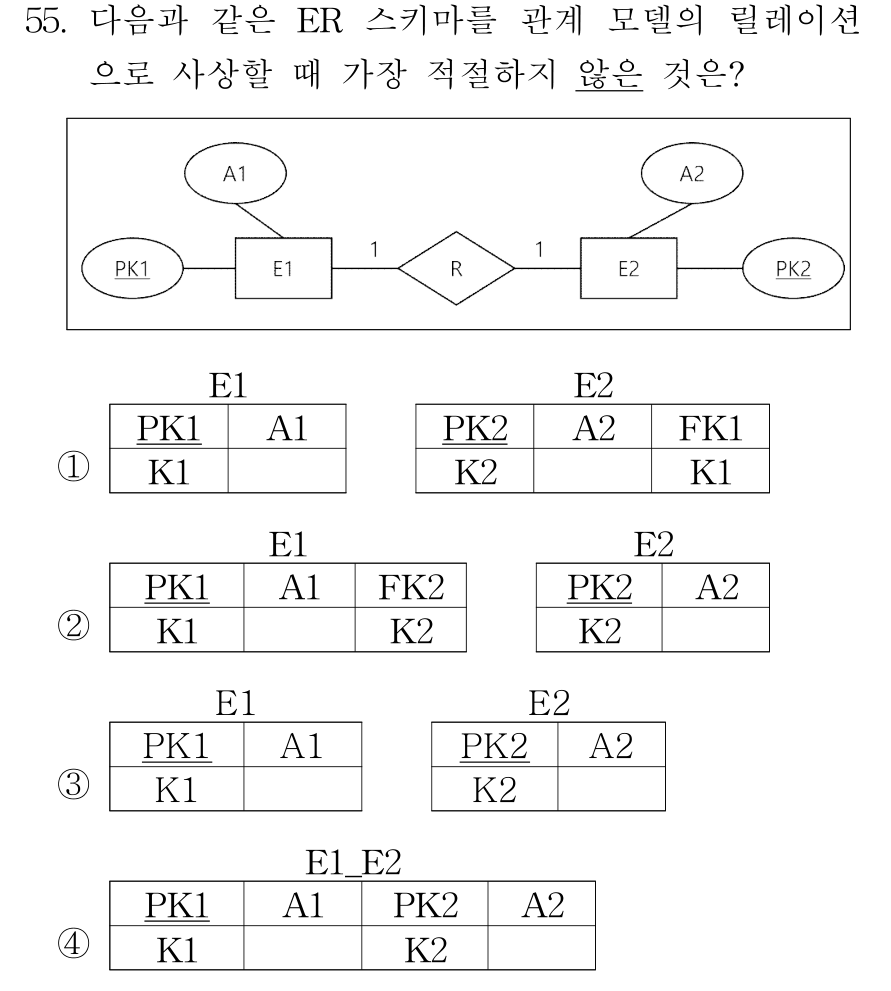 55. 다음과 같은 ER 스키마를 관계 모델의 릴레이션
으로 사상할 때 가장 적절하지 않은 것은?
A1
A2
PK1
E1
1
R
1
E2
PK2
E1
E2
①
PK1 A1
PK2 A2 FK1
K1
K2 K1
E1
E2
②
PK1 A1 FK2
PK2 A2
K1 K2
K2
E1
E2
③
PK1 A1
PK2 A2
K1
K2
E1_E2
④
PK1 A1 PK2 A2
K1 K2